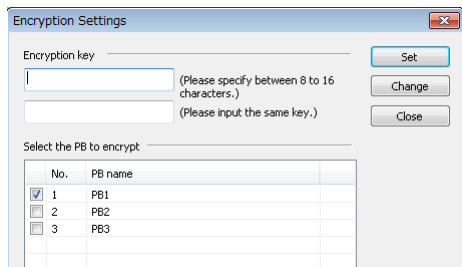 Encryption Settings
Encryption key
Set
(Please specify between 8 to 16
characters.)
Change
(Please input the same key.)
Close
Select the PB to encrypt
No. PB name
1 PB1
2 PB2
3 PB3